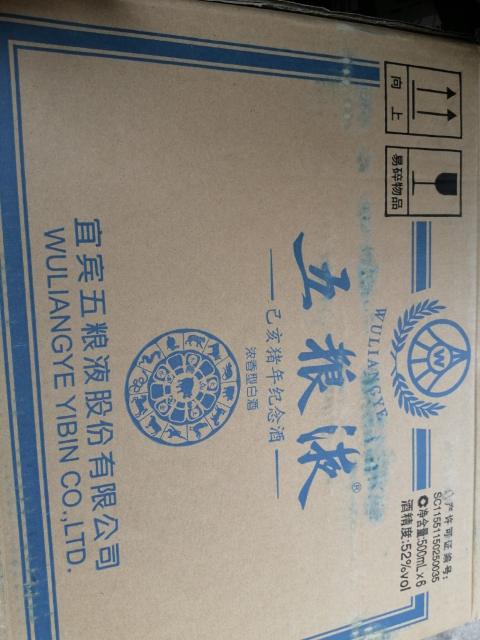 向上
易碎物品
WULIANGYE
生产许可证编号:
SC11551150250035
净含量:500mL×6
酒精度:52%vol
五粮液®
己亥猪年纪念酒
浓香型白酒
宜宾五粮液股份有限公司
WULIANGYE YIBIN CO.,LTD.